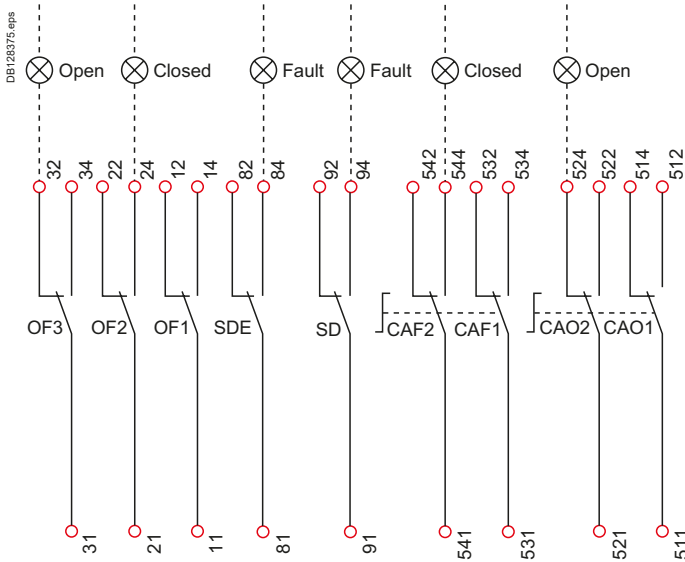 DB128375.eps
Open Closed Fault Fault Closed Open
32 34 22 24 12 14 82 84 92 94 542 544 532 534 524 522 514 512
OF3 OF2 OF1 SDE SD CAF2 CAF1 CAO2 CAO1
31 21 11 81 91 541 531 521 511